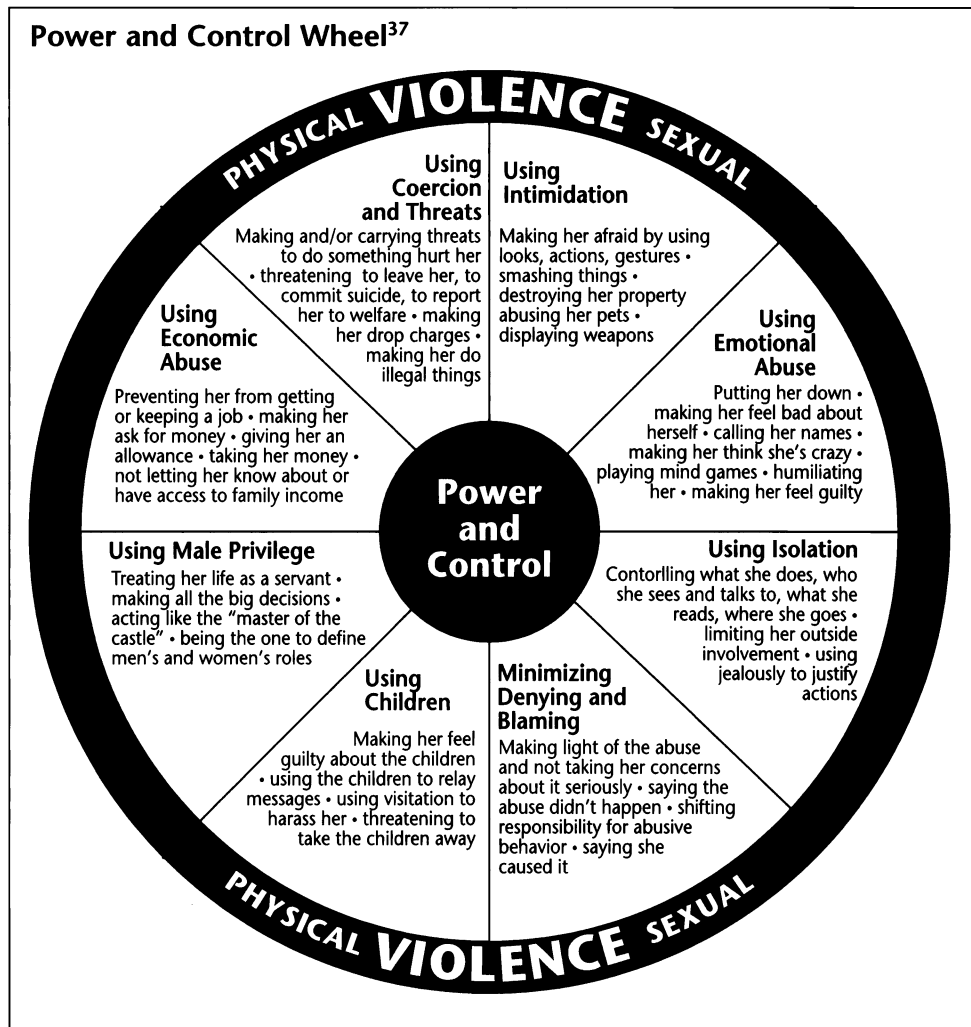 Power and Control Wheel37
PHYSICAL VIOLENCE SEXUAL
Using
Coercion
and Threats
Making and/or carrying threats
to do something hurt her
• threatening to leave her, to
commit suicide, to report
her to welfare • making
her drop charges •
making her do
illegal things
Using
Intimidation
Making her afraid by using
looks, actions, gestures •
smashing things •
destroying her property
abusing her pets •
displaying weapons
Using
Economic
Abuse
Preventing her from getting
or keeping a job • making her
ask for money • giving her an
allowance • taking her money •
not letting her know about or
have access to family income
Using
Emotional
Abuse
Putting her down •
making her feel bad about
herself • calling her names •
making her think she's crazy •
playing mind games • humiliating
her • making her feel guilty
Power
and
Control
Using Male Privilege
Treating her life as a servant •
making all the big decisions •
acting like the "master of the
castle" • being the one to define
men's and women's roles
Using Isolation
Contorlling what she does, who
she sees and talks to, what she
reads, where she goes •
limiting her outside
involvement • using
jealously to justify
actions
Using
Children
Making her feel
guilty about the children
• using the children to relay
messages • using visitation to
harass her • threatening to
take the children away
Minimizing
Denying and
Blaming
Making light of the abuse
and not taking her concerns
about it seriously • saying the
abuse didn't happen • shifting
responsibility for abusive
behavior • saying she
caused it
PHYSICAL VIOLENCE SEXUAL